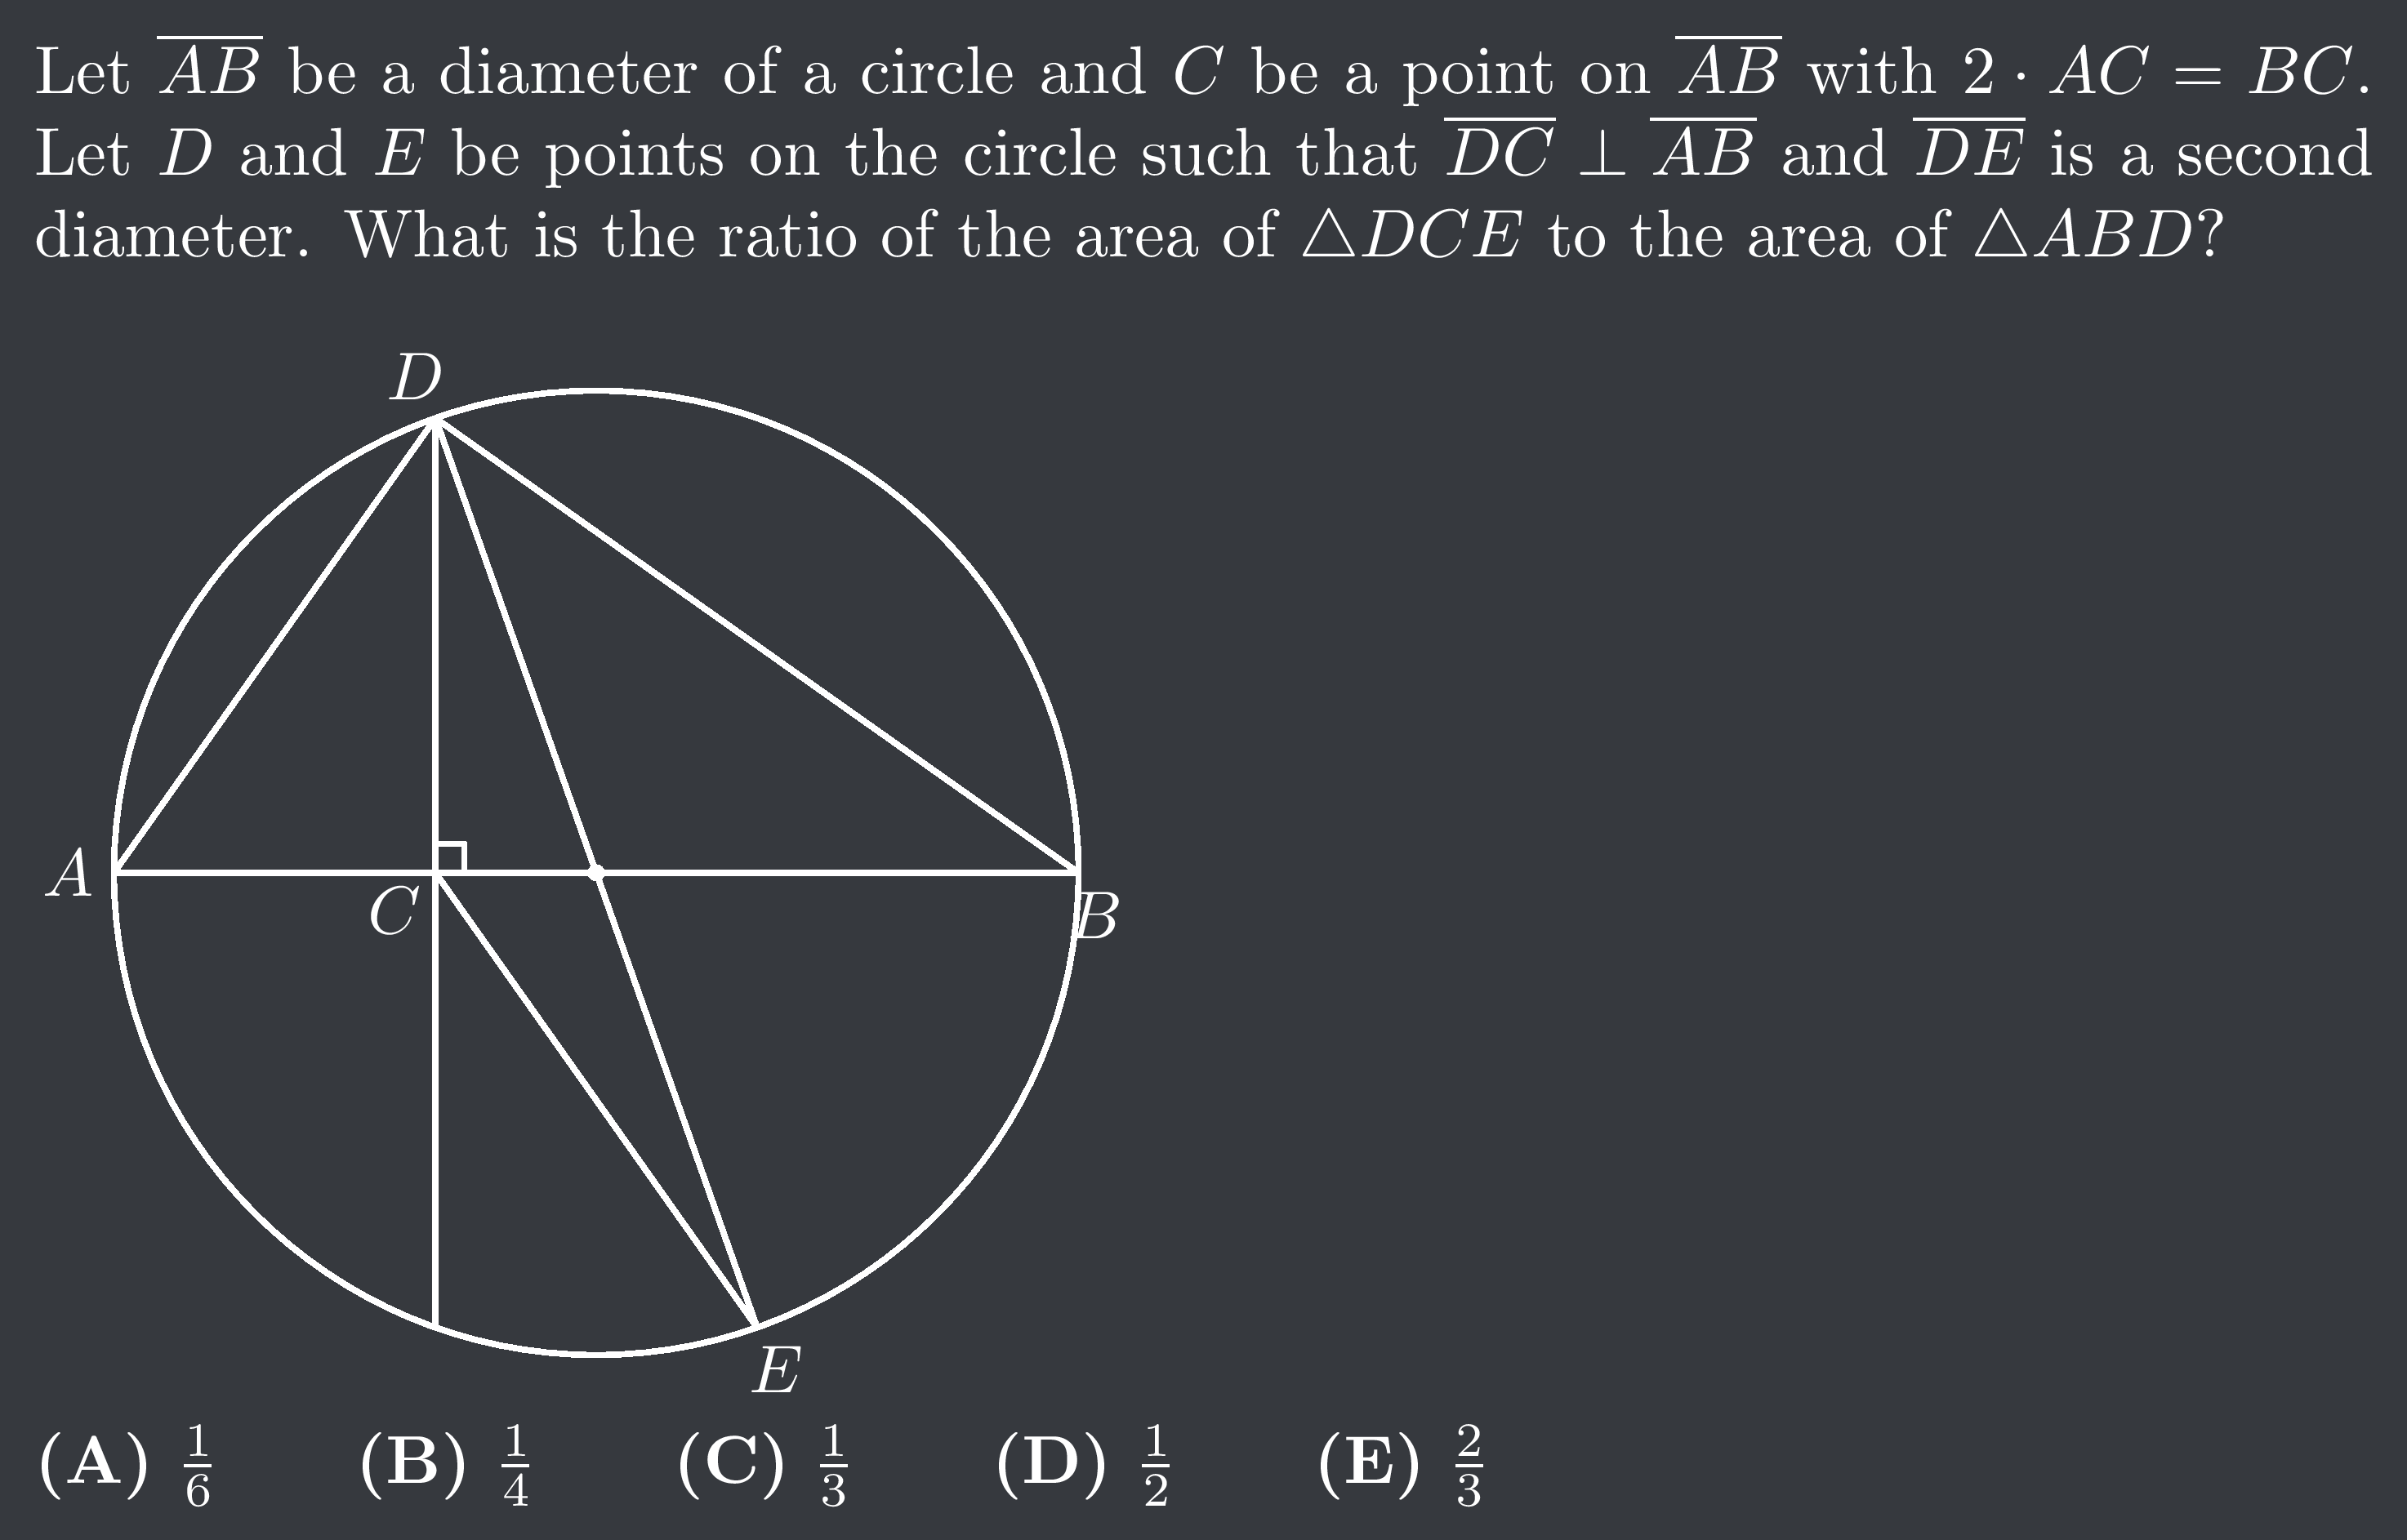 Let $\overline{AB}$ be a diameter of a circle and $C$ be a point on $\overline{AB}$ with $2 \cdot AC = BC$.
Let $D$ and $E$ be points on the circle such that $\overline{DC} \perp \overline{AB}$ and $\overline{DE}$ is a second
diameter. What is the ratio of the area of $\triangle DCE$ to the area of $\triangle ABD$?
D
A
C
B
E
(A) $\frac{1}{6}$ (B) $\frac{1}{4}$ (C) $\frac{1}{3}$ (D) $\frac{1}{2}$ (E) $\frac{2}{3}$